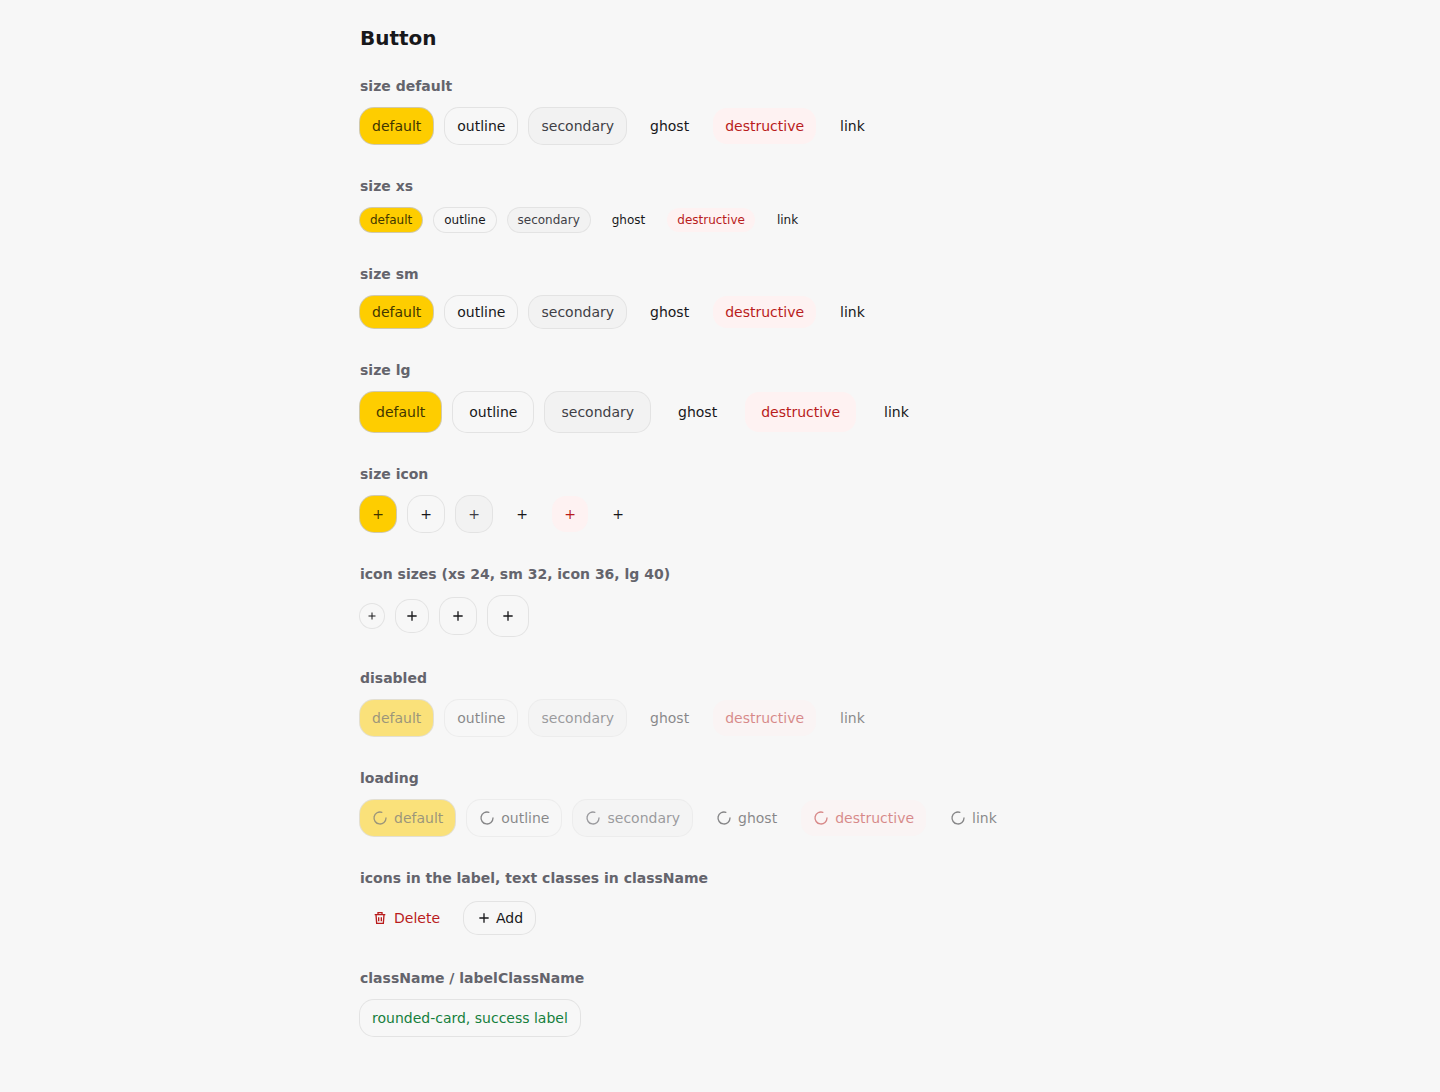 Button
size default
default outline secondary ghost destructive link
size xs
default outline secondary ghost destructive link
size sm
default outline secondary ghost destructive link
size lg
default outline secondary ghost destructive link
size icon
+ + + + + +
icon sizes (xs 24, sm 32, icon 36, lg 40)
+ + + +
disabled
default outline secondary ghost destructive link
loading
default outline secondary ghost destructive link
icons in the label, text classes in className
Delete + Add
className / labelClassName
rounded-card, success label